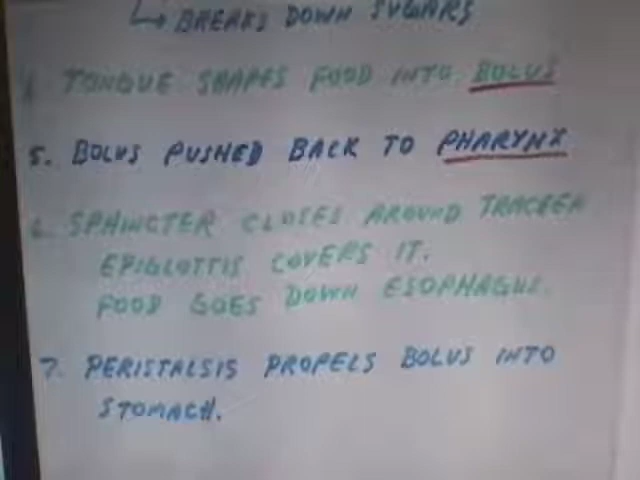 ↳ BREAKS DOWN SUGARS
TONGUE SHAPES FOOD INTO BOLUS
5. BOLUS PUSHED BACK TO PHARYNX
6. SPHINCTER CLOSES AROUND TRACHEA
EPIGLOTTIS COVERS IT.
FOOD GOES DOWN ESOPHAGUS.
7. PERISTALSIS PROPELS BOLUS INTO
STOMACH.